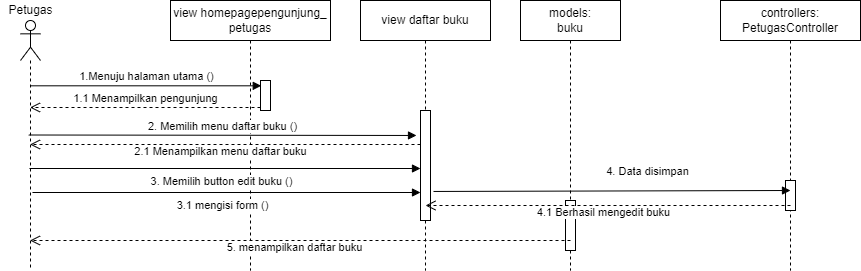 Petugas
view homepagepengunjung_
petugas
view daftar buku
models:
buku
controllers:
PetugasController
1.Menuju halaman utama ()
1.1 Menampilkan pengunjung
2. Memilih menu daftar buku ()
2.1 Menampilkan menu daftar buku
3. Memilih button edit buku ()
4. Data disimpan
3.1 mengisi form ()
4.1 Berhasil mengedit buku
5. menampilkan daftar buku